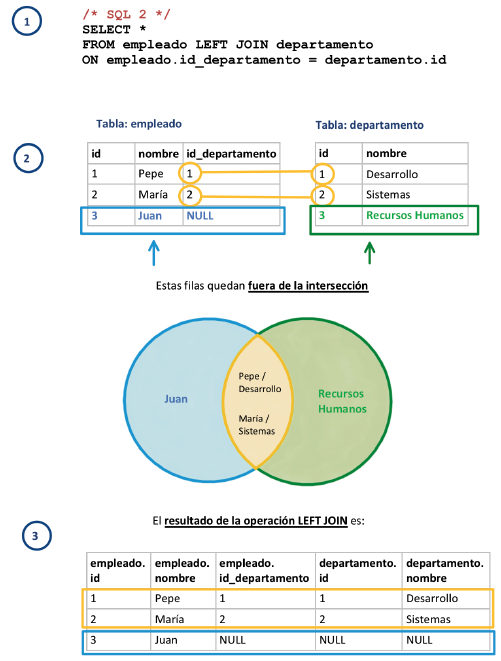 1
/* SQL 2 */
SELECT *
FROM empleado LEFT JOIN departamento
ON empleado.id_departamento = departamento.id
2
Tabla: empleado
id nombre id_departamento
1 Pepe 1
2 María 2
3 Juan NULL
Tabla: departamento
id nombre
1 Desarrollo
2 Sistemas
3 Recursos Humanos
Estas filas quedan fuera de la intersección
Juan
Pepe /
Desarrollo
María /
Sistemas
Recursos
Humanos
3
El resultado de la operación LEFT JOIN es:
empleado. empleado. empleado. departamento. departamento.
id nombre id_departamento id nombre
1 Pepe 1 1 Desarrollo
2 María 2 2 Sistemas
3 Juan NULL NULL NULL